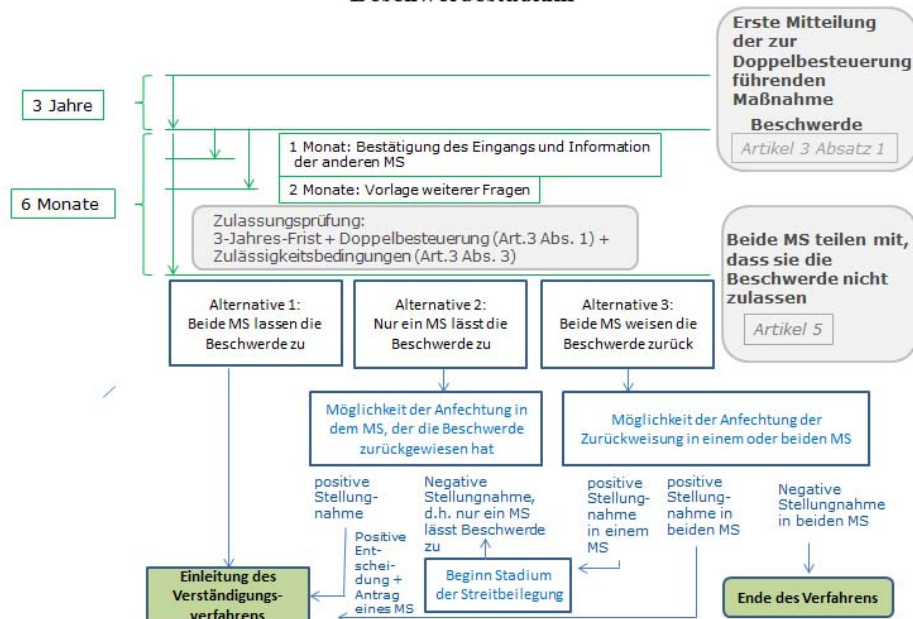 Erste Mitteilung
der zur
Doppelbesteuerung
führenden
Maßnahme
Beschwerde
Artikel 3 Absatz 1
3 Jahre
1 Monat: Bestätigung des Eingangs und Information
der anderen MS
2 Monate: Vorlage weiterer Fragen
6 Monate
Zulassungsprüfung:
3-Jahres-Frist + Doppelbesteuerung (Art.3 Abs. 1) +
Zulässigkeitsbedingungen (Art.3 Abs. 3)
Beide MS teilen mit,
dass sie die
Beschwerde nicht
zulassen
Artikel 5
Alternative 1:
Beide MS lassen die
Beschwerde zu
Alternative 2:
Nur ein MS lässt die
Beschwerde zu
Alternative 3:
Beide MS weisen die
Beschwerde zurück
Möglichkeit der Anfechtung in
dem MS, der die Beschwerde
zurückgewiesen hat
Möglichkeit der Anfechtung der
Zurückweisung in einem oder beiden MS
positive
Stellung-
nahme
Negative
Stellungnahme,
d.h. nur ein MS
lässt Beschwerde
zu
positive
Stellung-
nahme
in einem
MS
positive
Stellung-
nahme in
beiden MS
Negative
Stellungnahme
in beiden MS
Positive
Ent-
scheidung +
Antrag
eines MS
Einleitung des
Verständigungs-
verfahrens
Beginn Stadium
der Streitbeilegung
Ende des Verfahrens